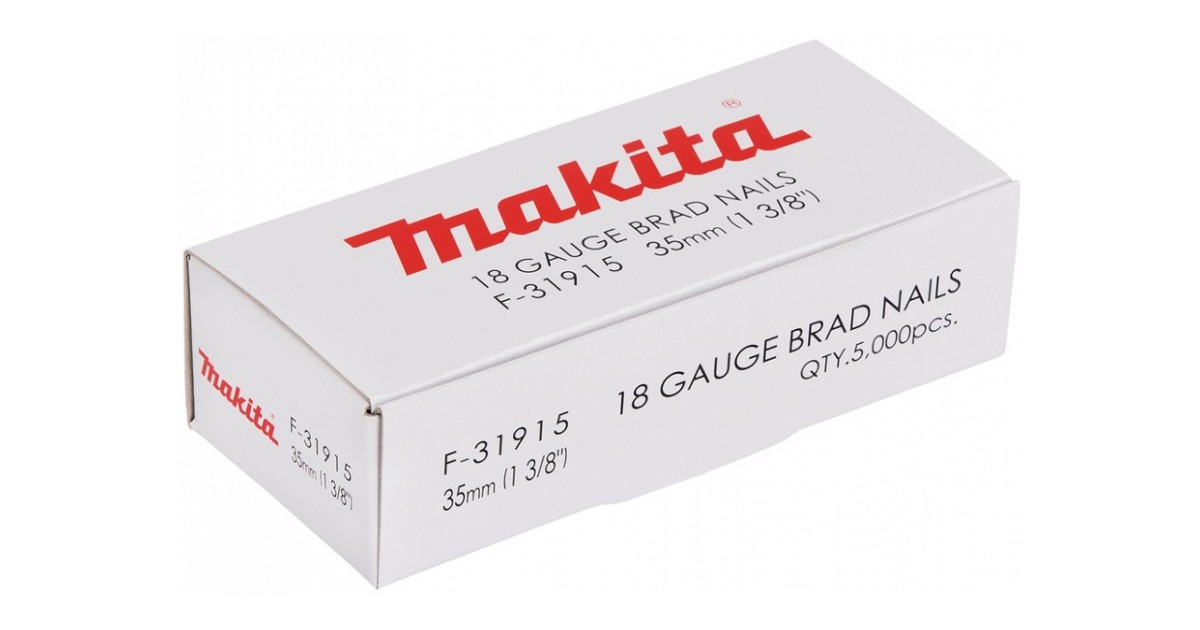 makita®
18 GAUGE BRAD NAILS
F-31915 35mm (1 3/8")
makita®
F-31915
35mm (1 3/8")
F-31915
35mm (1 3/8")
18 GAUGE BRAD NAILS
QTY.5,000pcs.